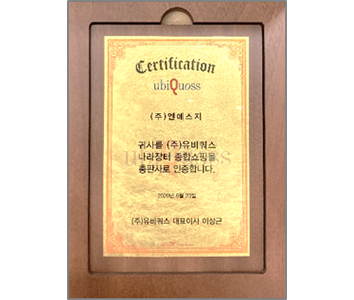 Certification
ubiQuoss
(주)엔에스지
귀사를 (주)유비쿼스
나라장터 종합쇼핑몰
총판사로 인증합니다.
(주)유비쿼스 대표이사 이상근